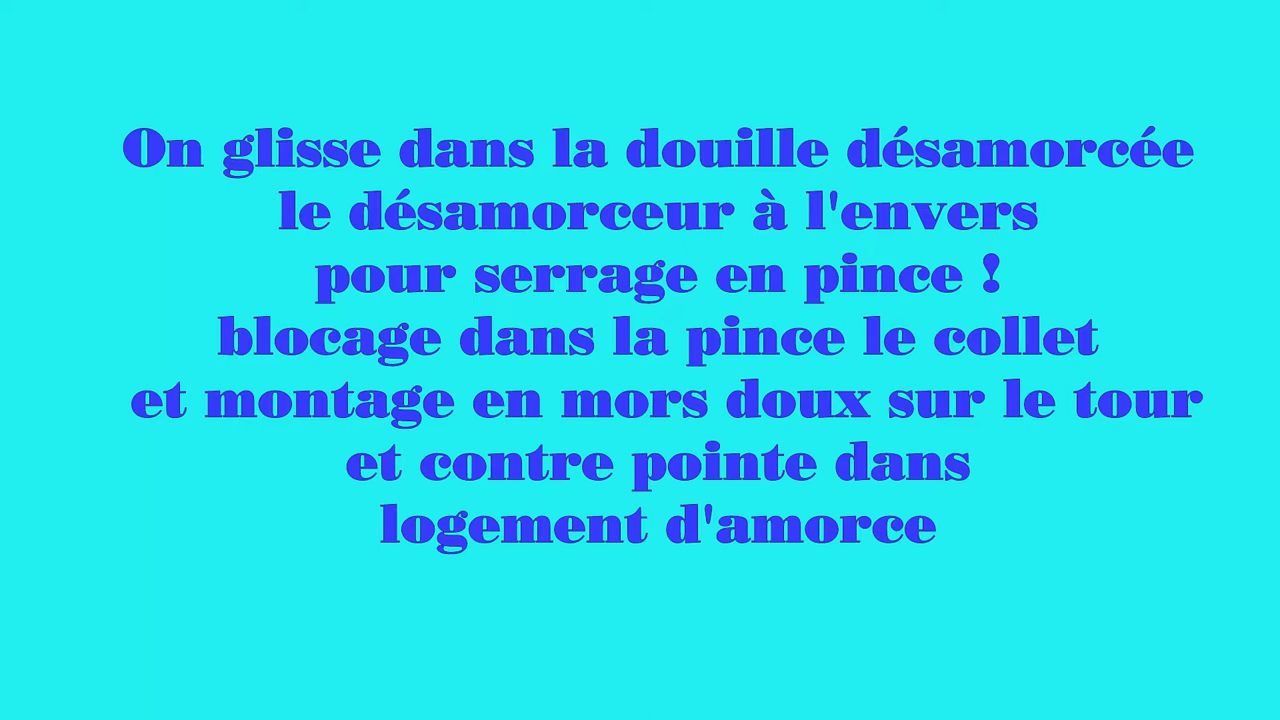 On glisse dans la douille désamorcée
le désamorceur à l'envers
pour serrage en pince !
blocage dans la pince le collet
et montage en mors doux sur le tour
et contre pointe dans
logement d'amorce